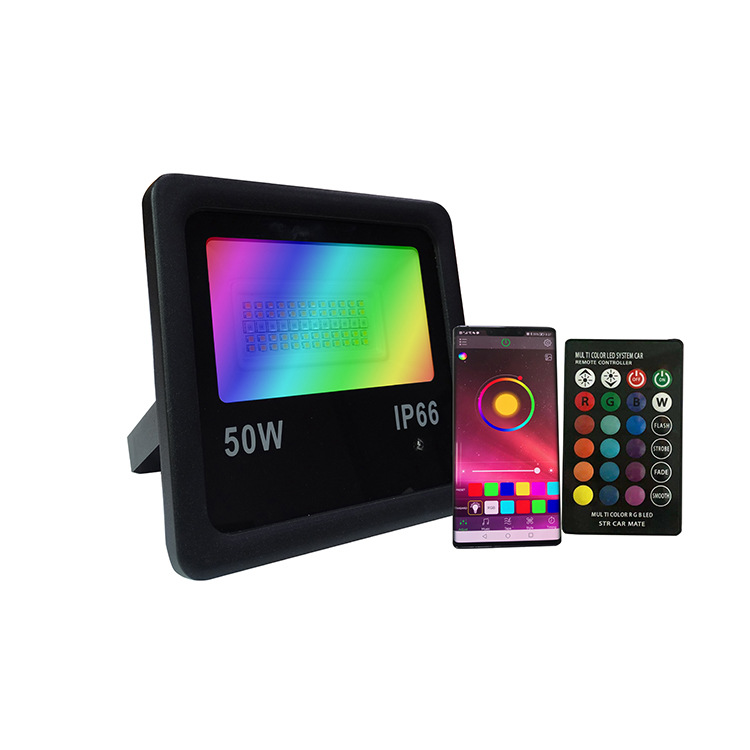 50W
IP66
MULTI COLOR LED SYSTEM CAR
REMOTE CONTROLLER
OFF
ON
R G B W
FLASH
STROBE
FADE
SMOOTH
MULTI COLOR R G B LED
STR CAR MATE
Music